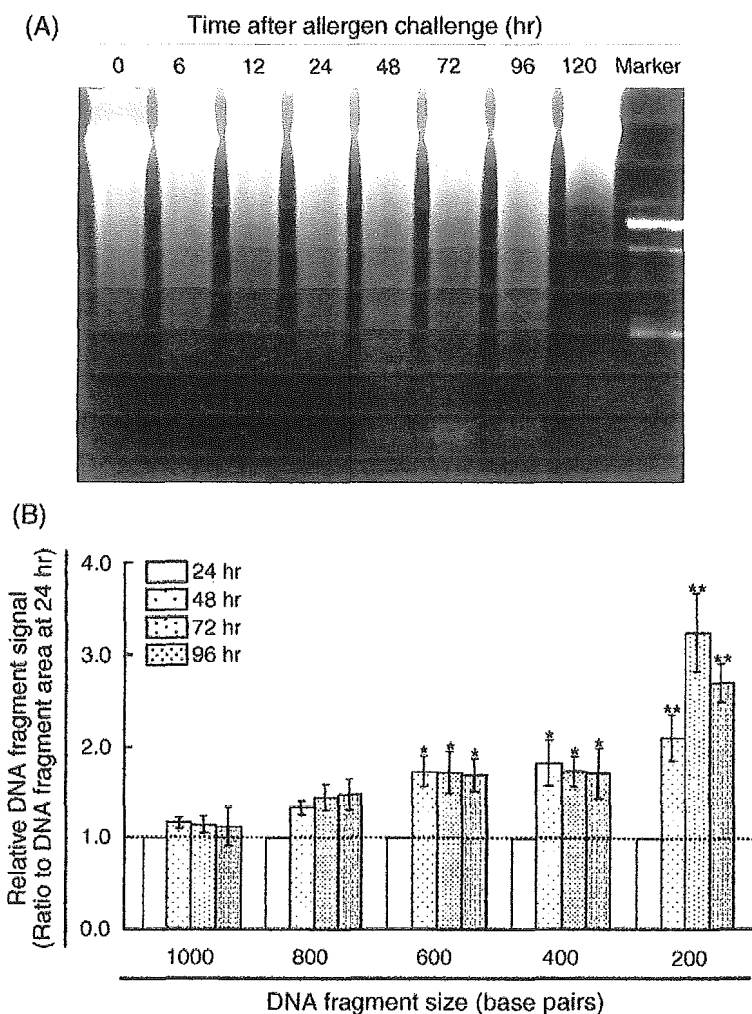 (A)
Time after allergen challenge (hr)
0 6 12 24 48 72 96 120 Marker
(B)
Relative DNA fragment signal
(Ratio to DNA fragment area at 24 hr)
4.0
3.0
2.0
1.0
0.0
24 hr
48 hr
72 hr
96 hr
* * *
* * *
** ** **
1000 800 600 400 200
DNA fragment size (base pairs)